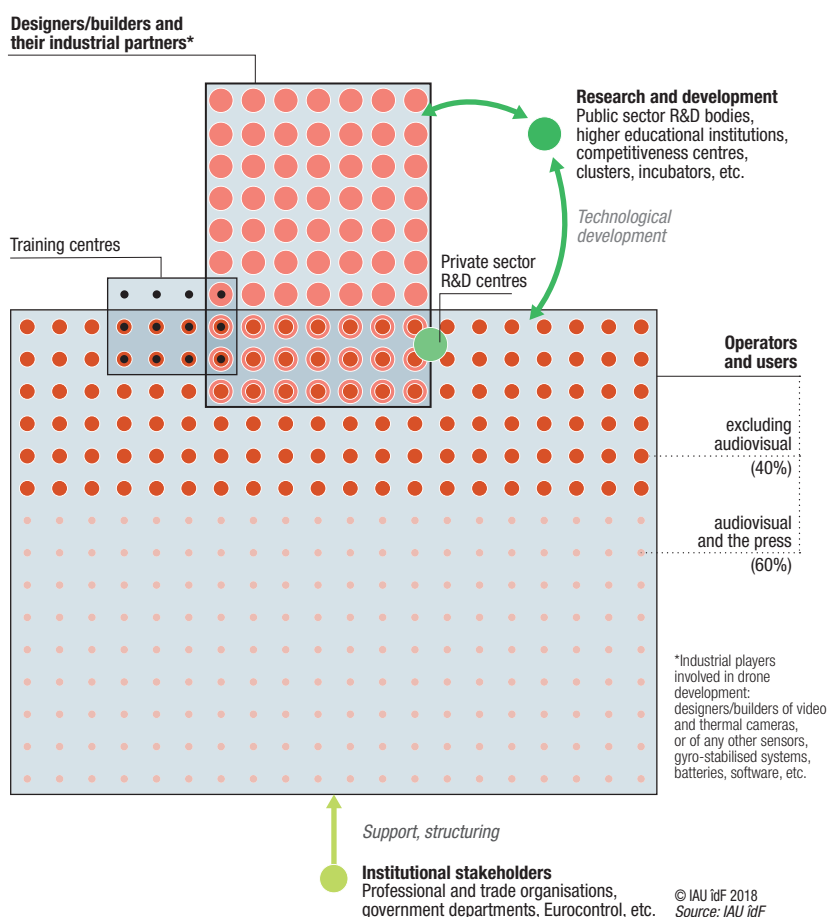 Designers/builders and
their industrial partners*
Research and development
Public sector R&D bodies,
higher educational institutions,
competitiveness centres,
clusters, incubators, etc.
Technological
development
Training centres
Private sector
R&D centres
Operators
and users
excluding
audiovisual
(40%)
audiovisual
and the press
(60%)
*Industrial players
involved in drone
development:
designers/builders of video
and thermal cameras,
or of any other sensors,
gyro-stabilised systems,
batteries, software, etc.
Support, structuring
Institutional stakeholders
Professional and trade organisations,
government departments, Eurocontrol, etc.
© IAU îdF 2018
Source: IAU îdF